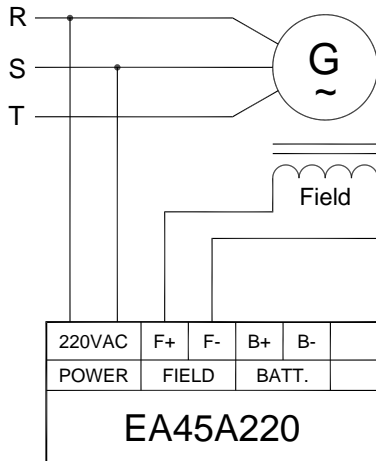 R
S
T
G
~
Field
220VAC F+ F- B+ B-
POWER FIELD BATT.
EA45A220